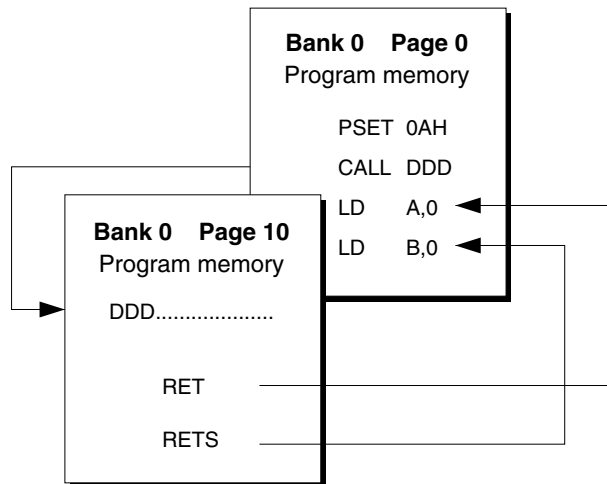 Bank 0 Page 0
Program memory
PSET 0AH
CALL DDD
LD A,0
LD B,0
Bank 0 Page 10
Program memory
DDD....................
RET
RETS